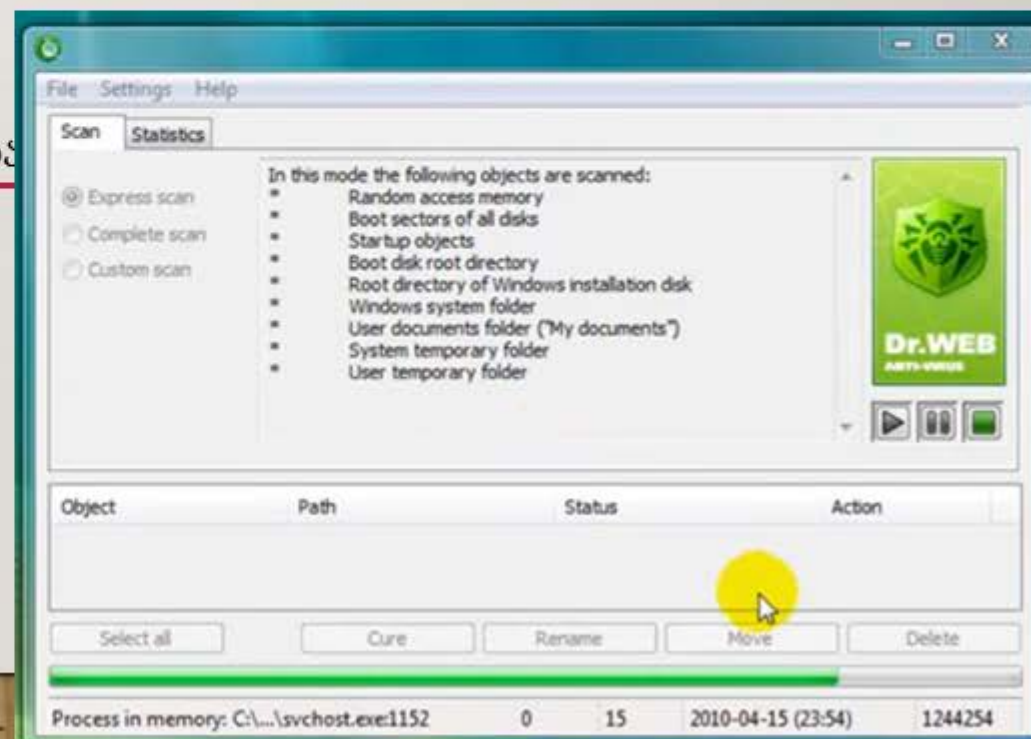 File Settings Help
Scan Statistics
Express scan
Complete scan
Custom scan
In this mode the following objects are scanned:
* Random access memory
* Boot sectors of all disks
* Startup objects
* Boot disk root directory
* Root directory of Windows installation disk
* Windows system folder
* User documents folder ("My documents")
* System temporary folder
* User temporary folder
Dr.WEB
ANTI-VIRUS
Object Path Status Action
Select all Cure Rename Move Delete
Process in memory: C:\...\svchost.exe:1152 0 15 2010-04-15 (23:54) 1244254